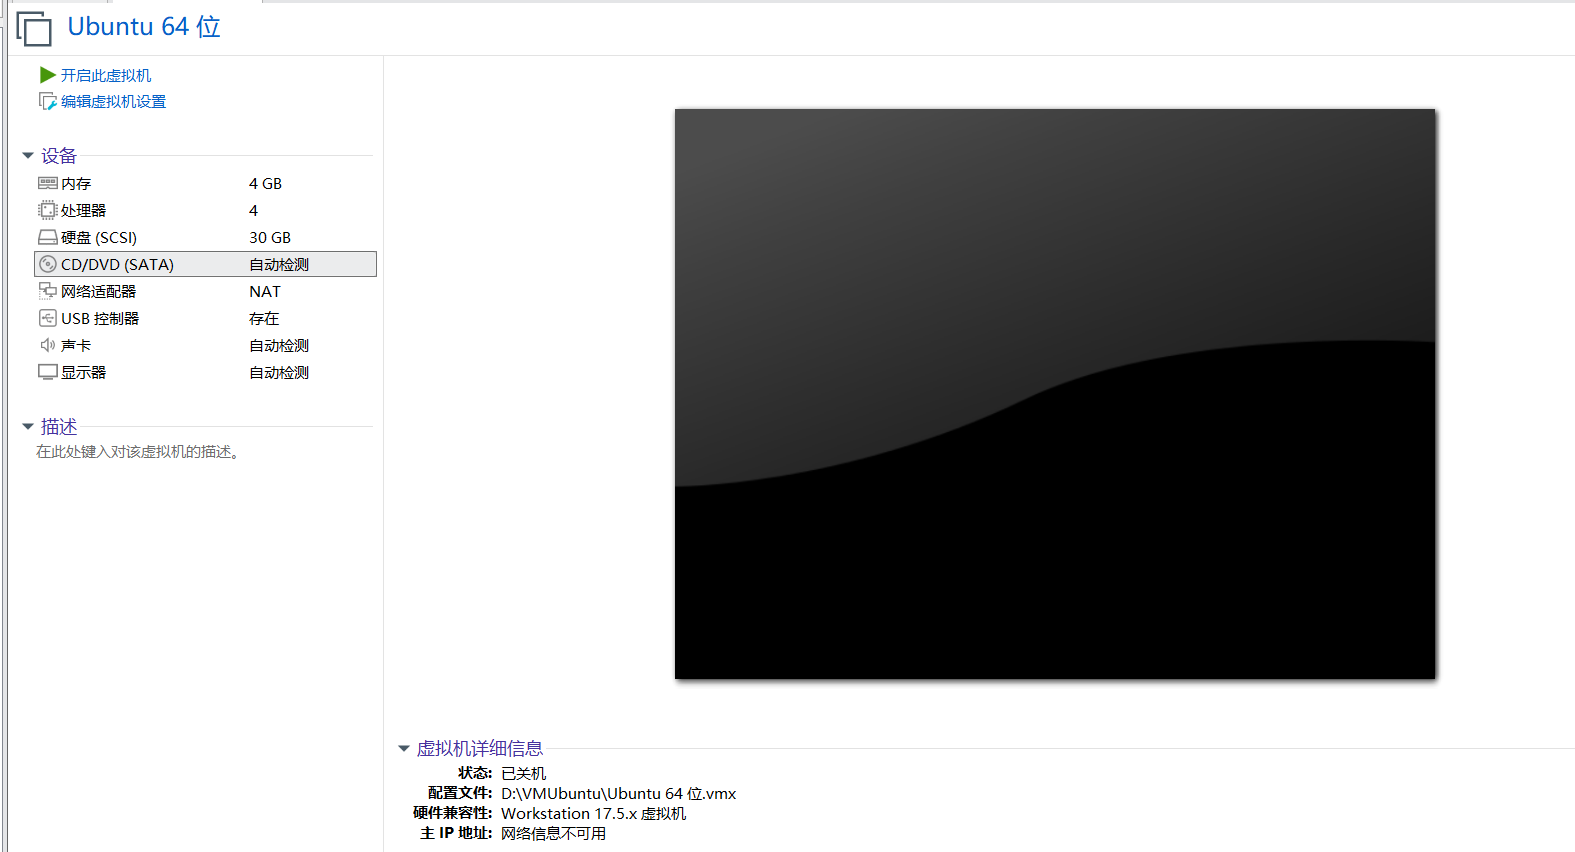 Ubuntu 64 位
开启此虚拟机
编辑虚拟机设置
设备
内存 4 GB
处理器 4
硬盘 (SCSI) 30 GB
CD/DVD (SATA) 自动检测
网络适配器 NAT
USB 控制器 存在
声卡 自动检测
显示器 自动检测
描述
在此处键入对该虚拟机的描述。
虚拟机详细信息
状态: 已关机
配置文件: D:\VMUbuntu\Ubuntu 64 位.vmx
硬件兼容性: Workstation 17.5.x 虚拟机
主 IP 地址: 网络信息不可用